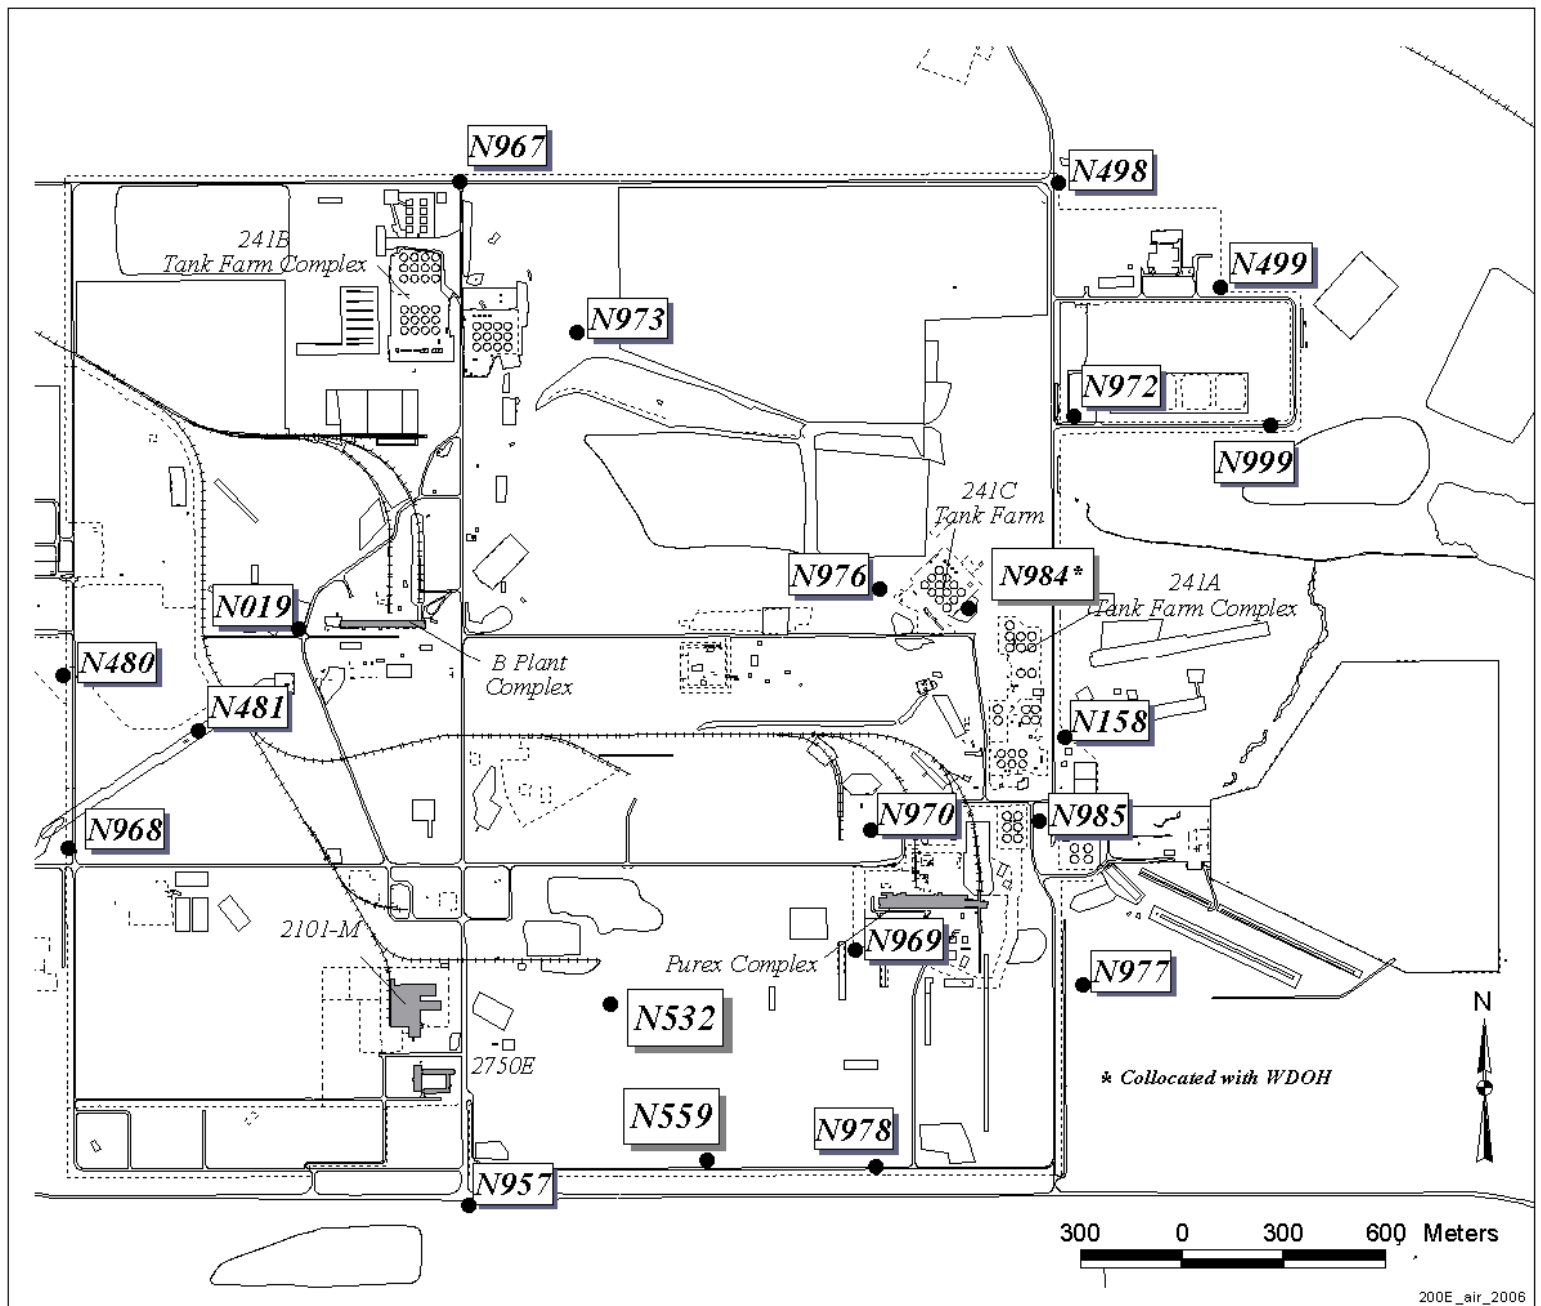 N967
N498
241B
Tank Farm Complex
N499
N973
N972
N999
241C
Tank Farm
N976
N984*
241A
Tank Farm Complex
N019
N480
B Plant
Complex
N481
N158
N970
N985
N968
2101-M
N969
Purex Complex
N977
N532
N
2750E
* Collocated with WDOH
N559
N978
N957
300 0 300 600 Meters
200E_air_2006